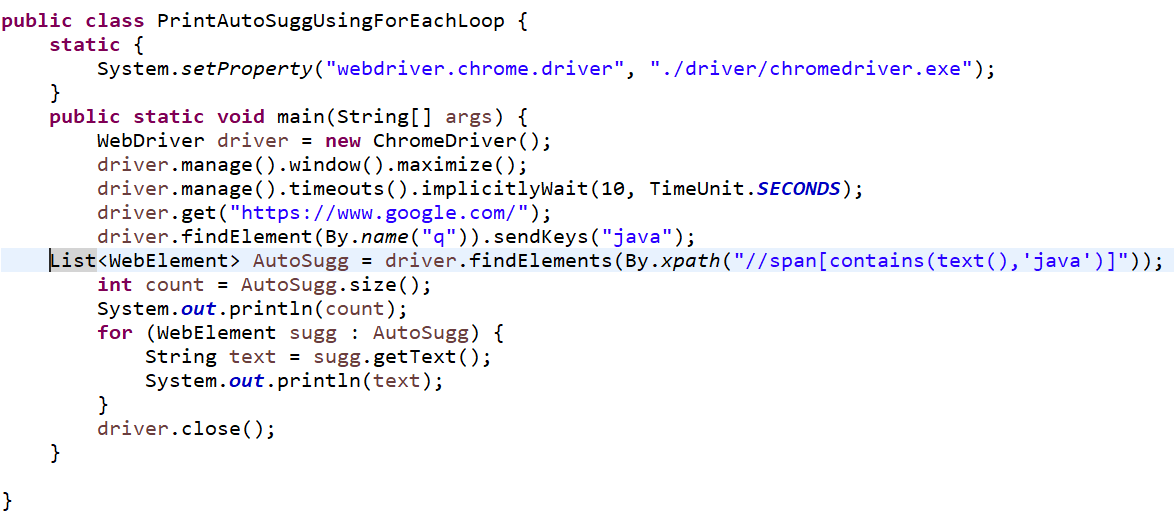 public class PrintAutoSuggUsingForEachLoop {
    static {
        System.setProperty("webdriver.chrome.driver", "./driver/chromedriver.exe");
    }
    public static void main(String[] args) {
        WebDriver driver = new ChromeDriver();
        driver.manage().window().maximize();
        driver.manage().timeouts().implicitlyWait(10, TimeUnit.SECONDS);
        driver.get("https://www.google.com/");
        driver.findElement(By.name("q")).sendKeys("java");
    List<WebElement> AutoSugg = driver.findElements(By.xpath("//span[contains(text(),'java')]"));
        int count = AutoSugg.size();
        System.out.println(count);
        for (WebElement sugg : AutoSugg) {
            String text = sugg.getText();
            System.out.println(text);
        }
        driver.close();
    }
}